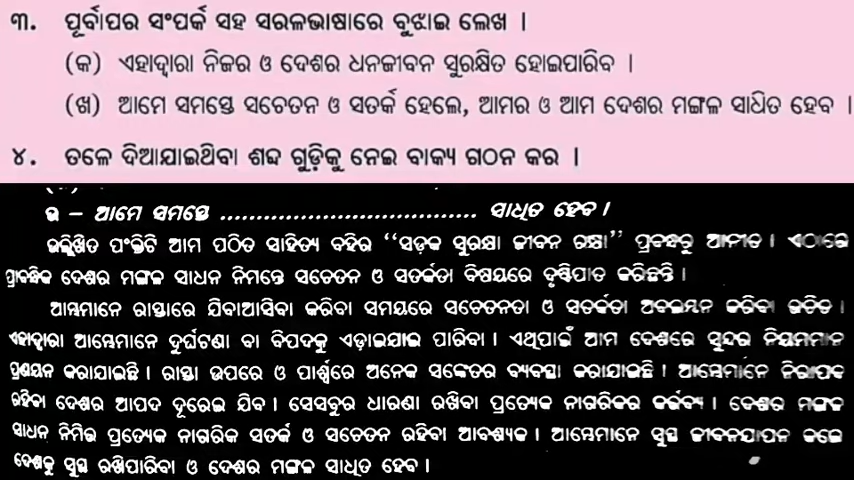 ୩. ପୂର୍ବାପର ସଂପର୍କ ସହ ସରଳଭାଷାରେ ବୁଝାଇ ଲେଖ ।
(କ) ଏହାଦ୍ୱାରା ନିଜର ଓ ଦେଶର ଧନଜୀବନ ସୁରକ୍ଷିତ ହୋଇପାରିବ ।
(ଖ) ଆମେ ସମସ୍ତେ ସଚେତନ ଓ ସତର୍କ ହେଲେ, ଆମର ଓ ଆମ ଦେଶର ମଙ୍ଗଳ ସାଧିତ ହେବ ।
୪. ତଳେ ଦିଆଯାଇଥିବା ଶବ୍ଦ ଗୁଡ଼ିକୁ ନେଇ ବାକ୍ୟ ଗଠନ କର ।
ଉ – ଆମେ ସମସ୍ତେ ................................... ସାଧିତ ହେବ।
ଉଲ୍ଲିଖିତ ପଂକ୍ତିଟି ଆମ ପଠିତ ସାହିତ୍ୟ ବହିର ‘‘ସଡ଼କ ସୁରକ୍ଷା ଜୀବନ ରକ୍ଷା’’ ପ୍ରବନ୍ଧରୁ ଆନୀତ । ଏଠାରେ
ପ୍ରାବନ୍ଧିକ ଦେଶର ମଙ୍ଗଳ ସାଧନ ନିମନ୍ତେ ସଚେତନ ଓ ସତର୍କତା ବିଷୟରେ ଦୃଷ୍ଟିପାତ କରିଛନ୍ତି ।
ଆମ୍ଭମାନେ ରାସ୍ତାରେ ଯିବାଆସିବା କରିବା ସମୟରେ ସଚେତନତା ଓ ସତର୍କତା ଅବଲମ୍ବନ କରିବା ଉଚିତ ।
ଏହାଦ୍ୱାରା ଆମ୍ଭେମାନେ ଦୁର୍ଘଟଣା ବା ବିପଦକୁ ଏଡ଼ାଇଯାଇ ପାରିବା । ଏଥିପାଇଁ ଆମ ଦେଶରେ ସୁନ୍ଦର ନିୟମମାନ
ପ୍ରଣୟନ କରାଯାଇଛି । ରାସ୍ତା ଉପରେ ଓ ପାର୍ଶ୍ୱରେ ଅନେକ ସଙ୍କେତର ବ୍ୟବସ୍ଥା କରାଯାଇଛି । ଆମ୍ଭେମାନେ ନିରାପଦ
ରହିବା ଦେଶର ଆପଦ ଦୂରେଇ ଯିବ । ସେସବୁର ଧାରଣା ରଖିବା ପ୍ରତ୍ୟେକ ନାଗରିକର କର୍ତ୍ତବ୍ୟ । ଦେଶର ମଙ୍ଗଳ
ସାଧନ ନିମିତ୍ତ ପ୍ରତ୍ୟେକ ନାଗରିକ ସତର୍କ ଓ ସଚେତନ ରହିବା ଆବଶ୍ୟକ । ଆମ୍ଭେମାନେ ସୁସ୍ଥ ଜୀବନଯାପନ କଲେ
ଦେଶକୁ ସୁସ୍ଥ ରଖିପାରିବା ଓ ଦେଶର ମଙ୍ଗଳ ସାଧିତ ହେବ ।